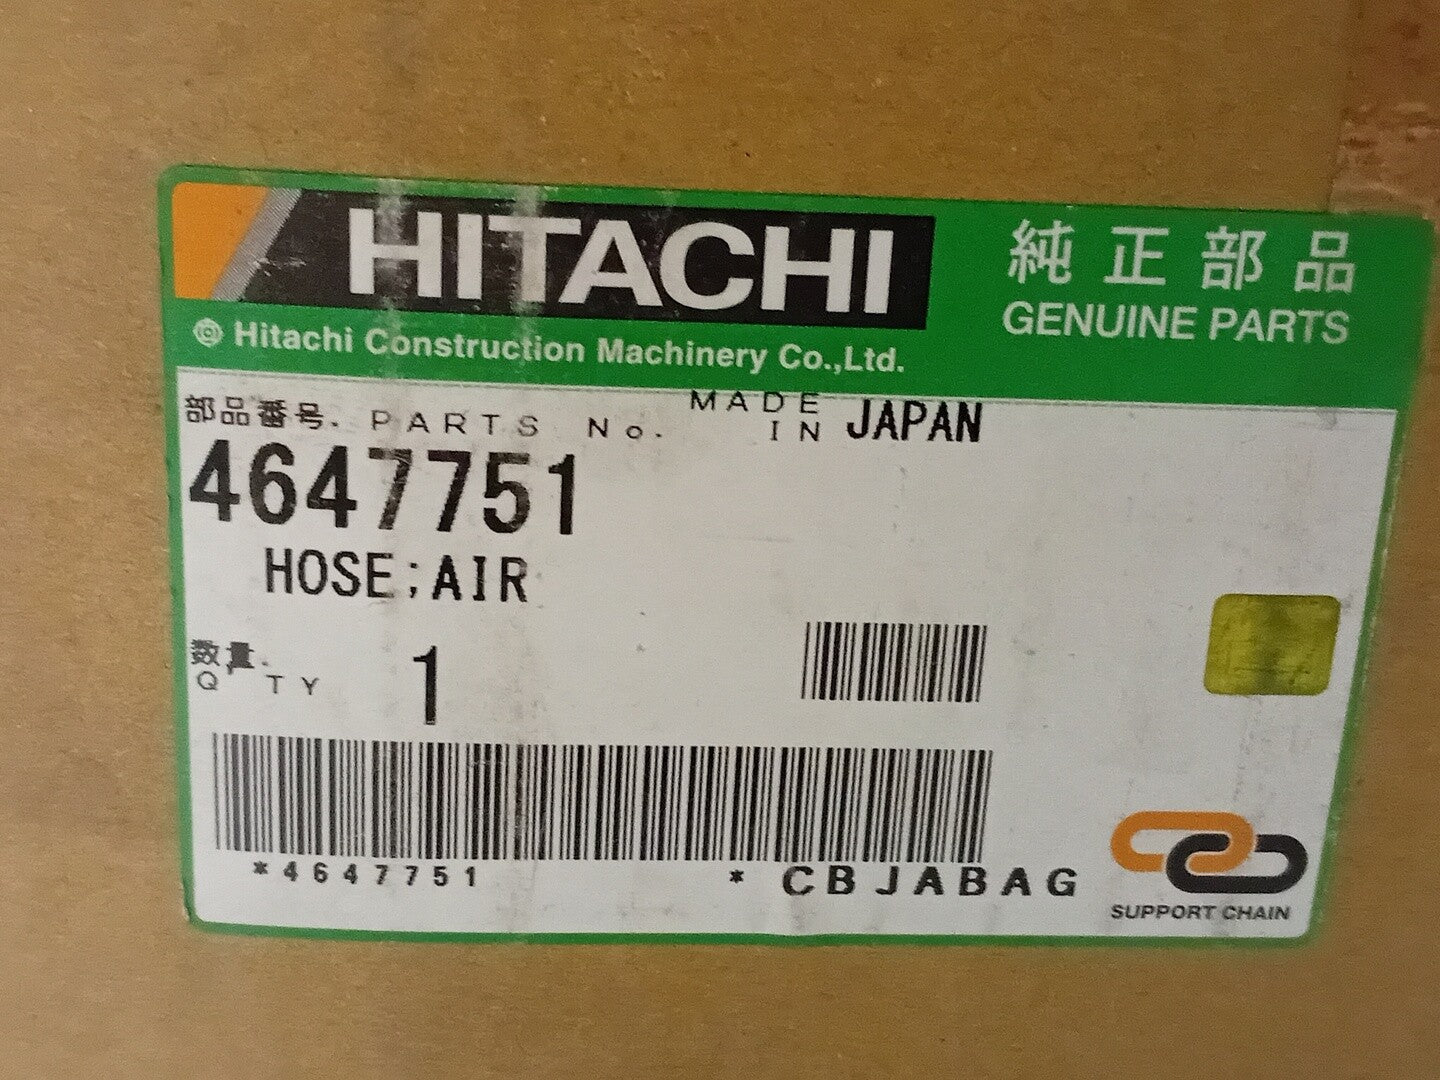 HITACHI
純正部品
GENUINE PARTS
Hitachi Construction Machinery Co.,Ltd.
部品番号. PARTS No.
MADE IN JAPAN
4647751
HOSE;AIR
数量.
Q'TY 1
*4647751 * CBJABAG
SUPPORT CHAIN